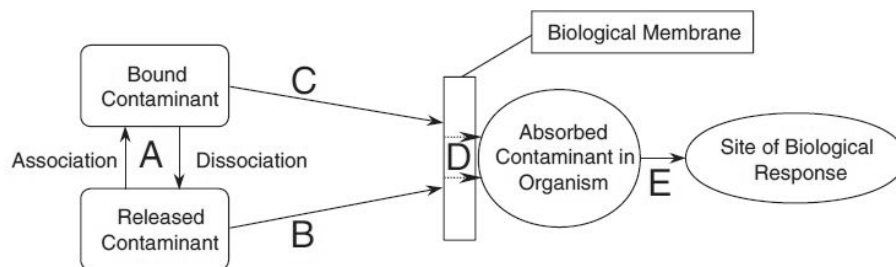 Biological Membrane
Bound
Contaminant
C
Association
A
Dissociation
D
Absorbed
Contaminant in
Organism
E
Site of Biological
Response
Released
Contaminant
B